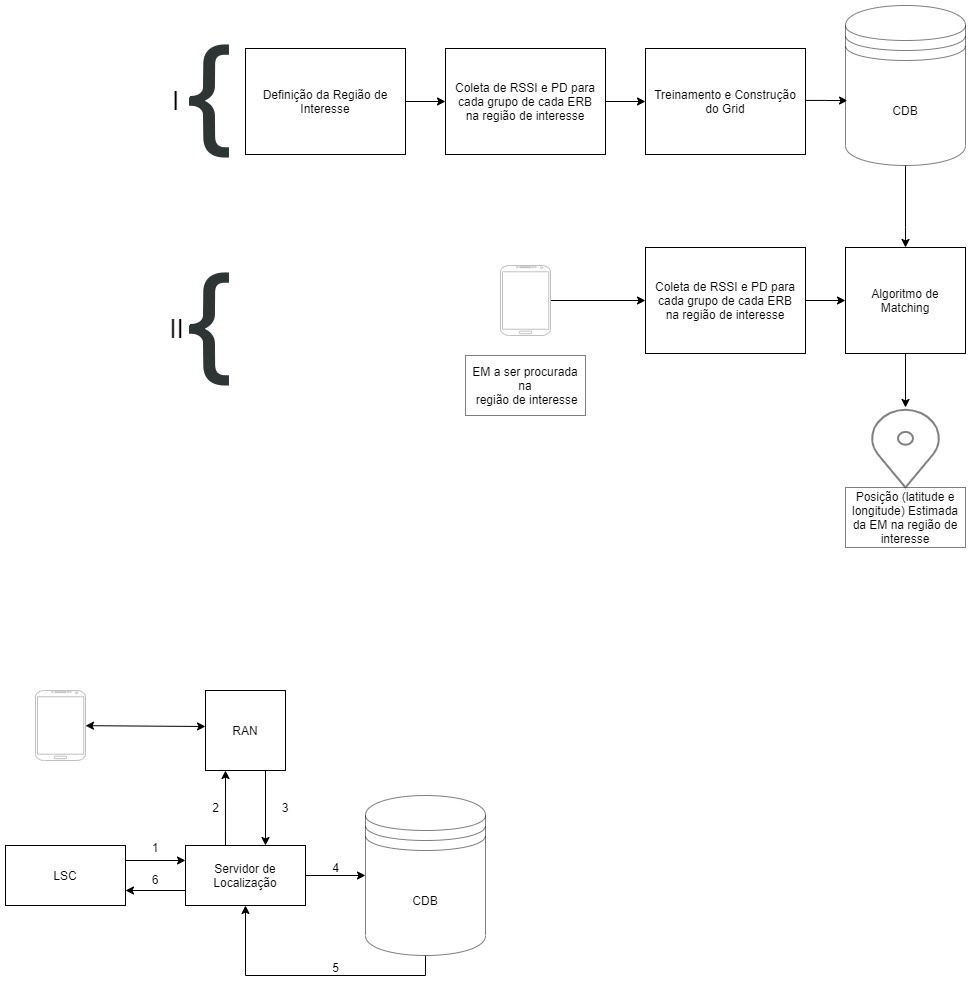 I
Definição da Região de
Interesse
Coleta de RSSI e PD para
cada grupo de cada ERB
na região de interesse
Treinamento e Construção
do Grid
CDB
II
EM a ser procurada
na
região de interesse
Coleta de RSSI e PD para
cada grupo de cada ERB
na região de interesse
Algoritmo de
Matching
Posição (latitude e
longitude) Estimada
da EM na região de
interesse
RAN
2
3
LSC
1
6
Servidor de
Localização
4
CDB
5